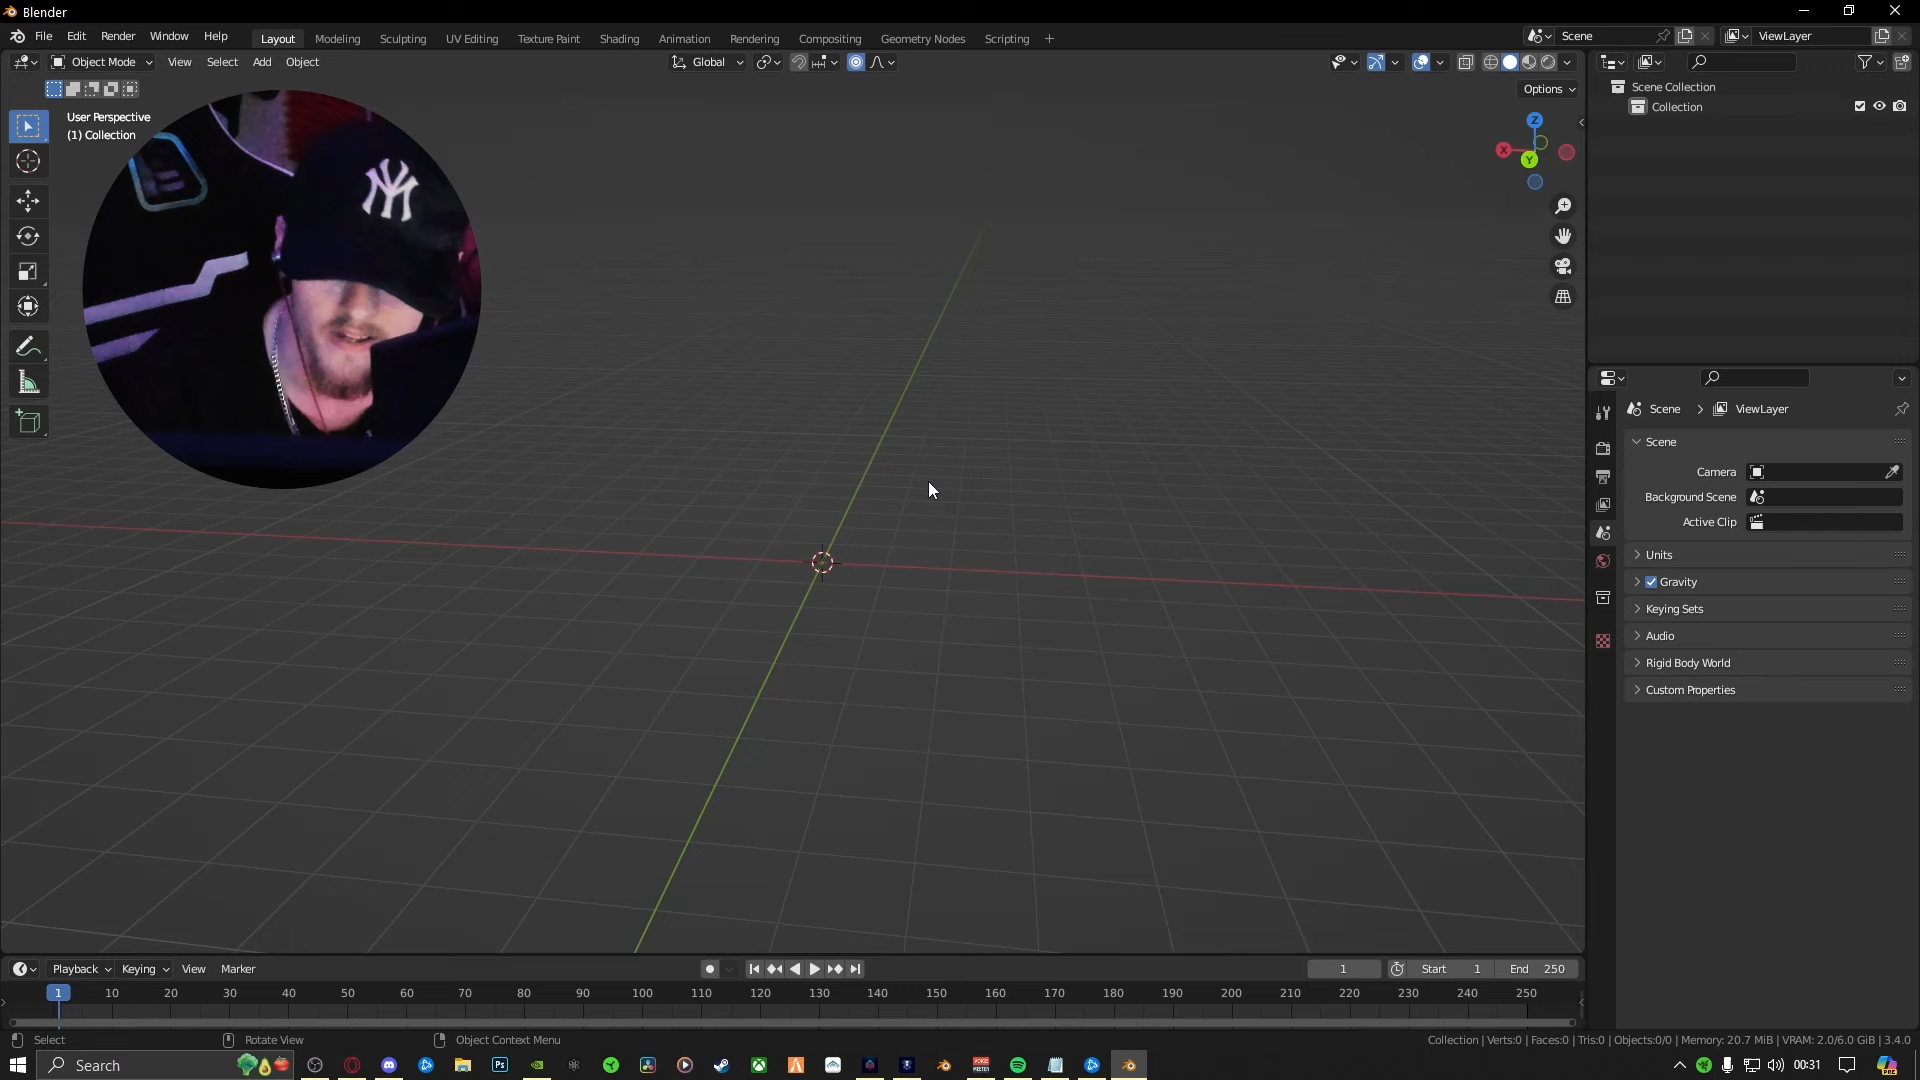 Blender
File Edit Render Window Help Layout Modeling Sculpting UV Editing Texture Paint Shading Animation Rendering Compositing Geometry Nodes Scripting + Scene ViewLayer
Object Mode View Select Add Object Global
Options
User Perspective
(1) Collection
NY
Z
X
Y
Scene Collection
Collection
Scene > ViewLayer
Scene
Camera
Background Scene
Active Clip
Units
Gravity
Keying Sets
Audio
Rigid Body World
Custom Properties
Playback Keying View Marker 1 Start 1 End 250
1 10 20 30 40 50 60 70 80 90 100 110 120 130 140 150 160 170 180 190 200 210 220 230 240 250
Select Rotate View Object Context Menu Collection | Verts:0 | Faces:0 | Tris:0 | Objects:0/0 | Memory: 20.7 MiB | VRAM: 2.0/6.0 GiB | 3.4.0
Search Ps 00:31